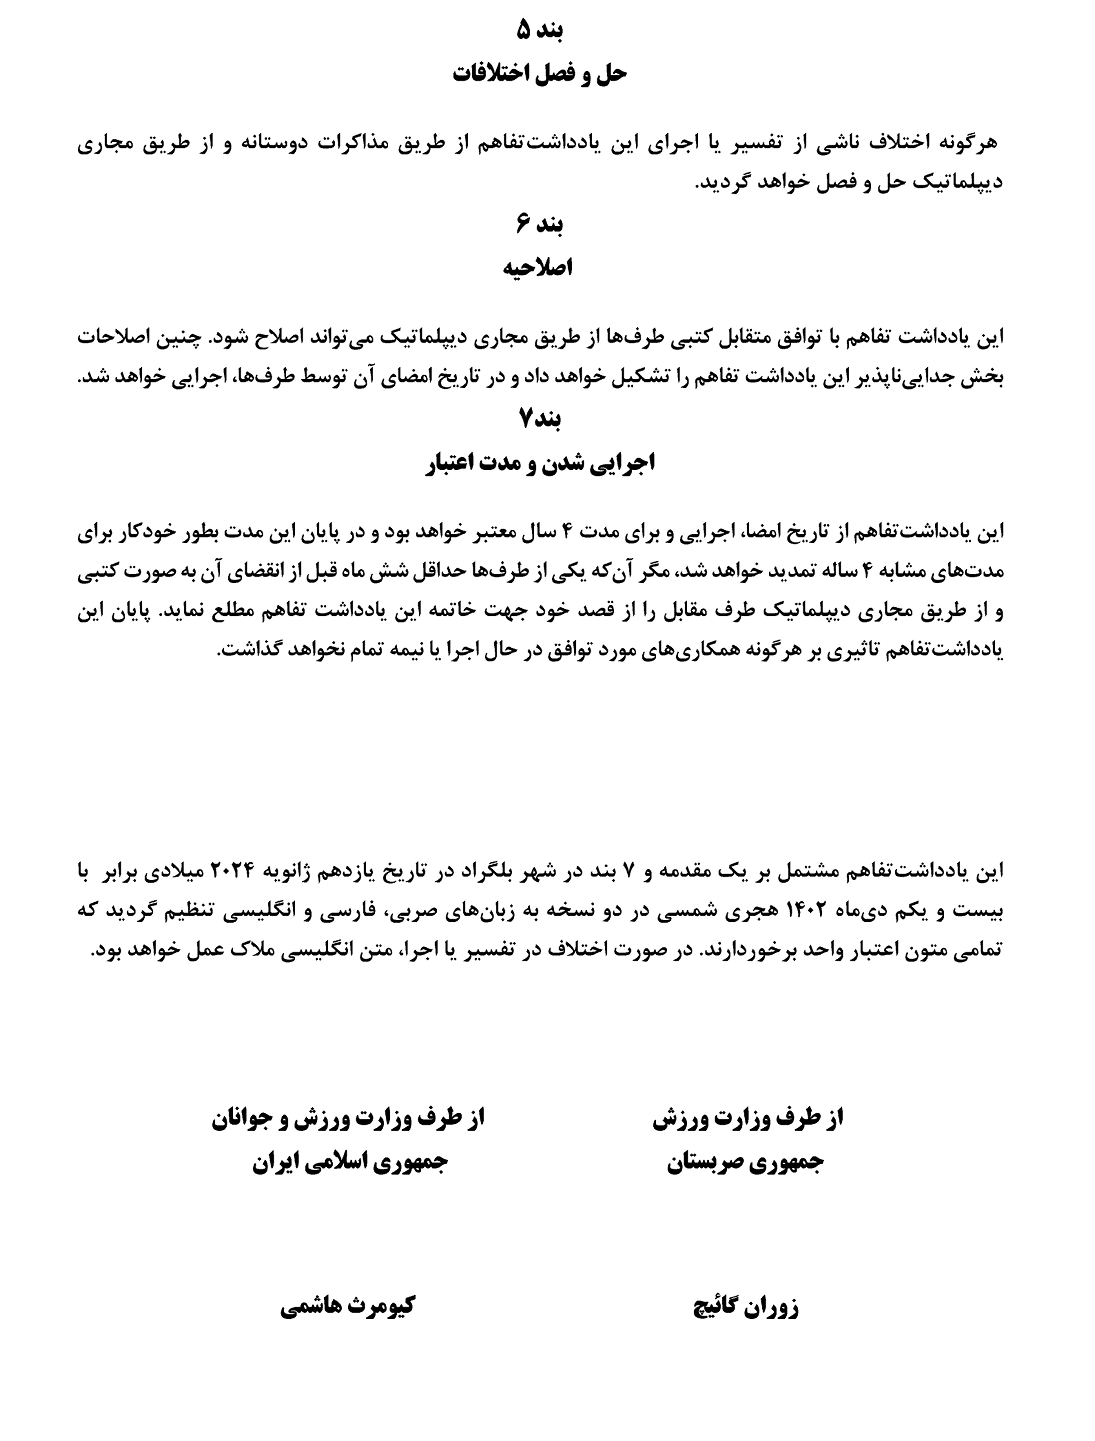 بند ۵
حل و فصل اختلافات
هرگونه اختلاف ناشی از تفسیر یا اجرای این یادداشت‌تفاهم از طریق مذاکرات دوستانه و از طریق مجاری
دیپلماتیک حل و فصل خواهد گردید.
بند ۶
اصلاحیه
این یادداشت تفاهم با توافق متقابل کتبی طرف‌ها از طریق مجاری دیپلماتیک می‌تواند اصلاح شود. چنین اصلاحات
بخش جدایی‌ناپذیر این یادداشت تفاهم را تشکیل خواهد داد و در تاریخ امضای آن توسط طرف‌ها، اجرایی خواهد شد.
بند۷
اجرایی شدن و مدت اعتبار
این یادداشت‌تفاهم از تاریخ امضا، اجرایی و برای مدت ۴ سال معتبر خواهد بود و در پایان این مدت بطور خودکار برای
مدت‌های مشابه ۴ ساله تمدید خواهد شد، مگر آن‌که یکی از طرف‌ها حداقل شش ماه قبل از انقضای آن به صورت کتبی
و از طریق مجاری دیپلماتیک طرف مقابل را از قصد خود جهت خاتمه این یادداشت تفاهم مطلع نماید. پایان این
یادداشت‌تفاهم تاثیری بر هرگونه همکاری‌های مورد توافق در حال اجرا یا نیمه تمام نخواهد گذاشت.
این یادداشت‌تفاهم مشتمل بر یک مقدمه و ۷ بند در شهر بلگراد در تاریخ یازدهم ژانویه ۲۰۲۴ میلادی برابر با
بیست و یکم دی‌ماه ۱۴۰۲ هجری شمسی در دو نسخه به زبان‌های صربی، فارسی و انگلیسی تنظیم گردید که
تمامی متون اعتبار واحد برخوردارند. در صورت اختلاف در تفسیر یا اجرا، متن انگلیسی ملاک عمل خواهد بود.
از طرف وزارت ورزش
جمهوری صربستان
زوران گائیچ
از طرف وزارت ورزش و جوانان
جمهوری اسلامی ایران
کیومرث هاشمی